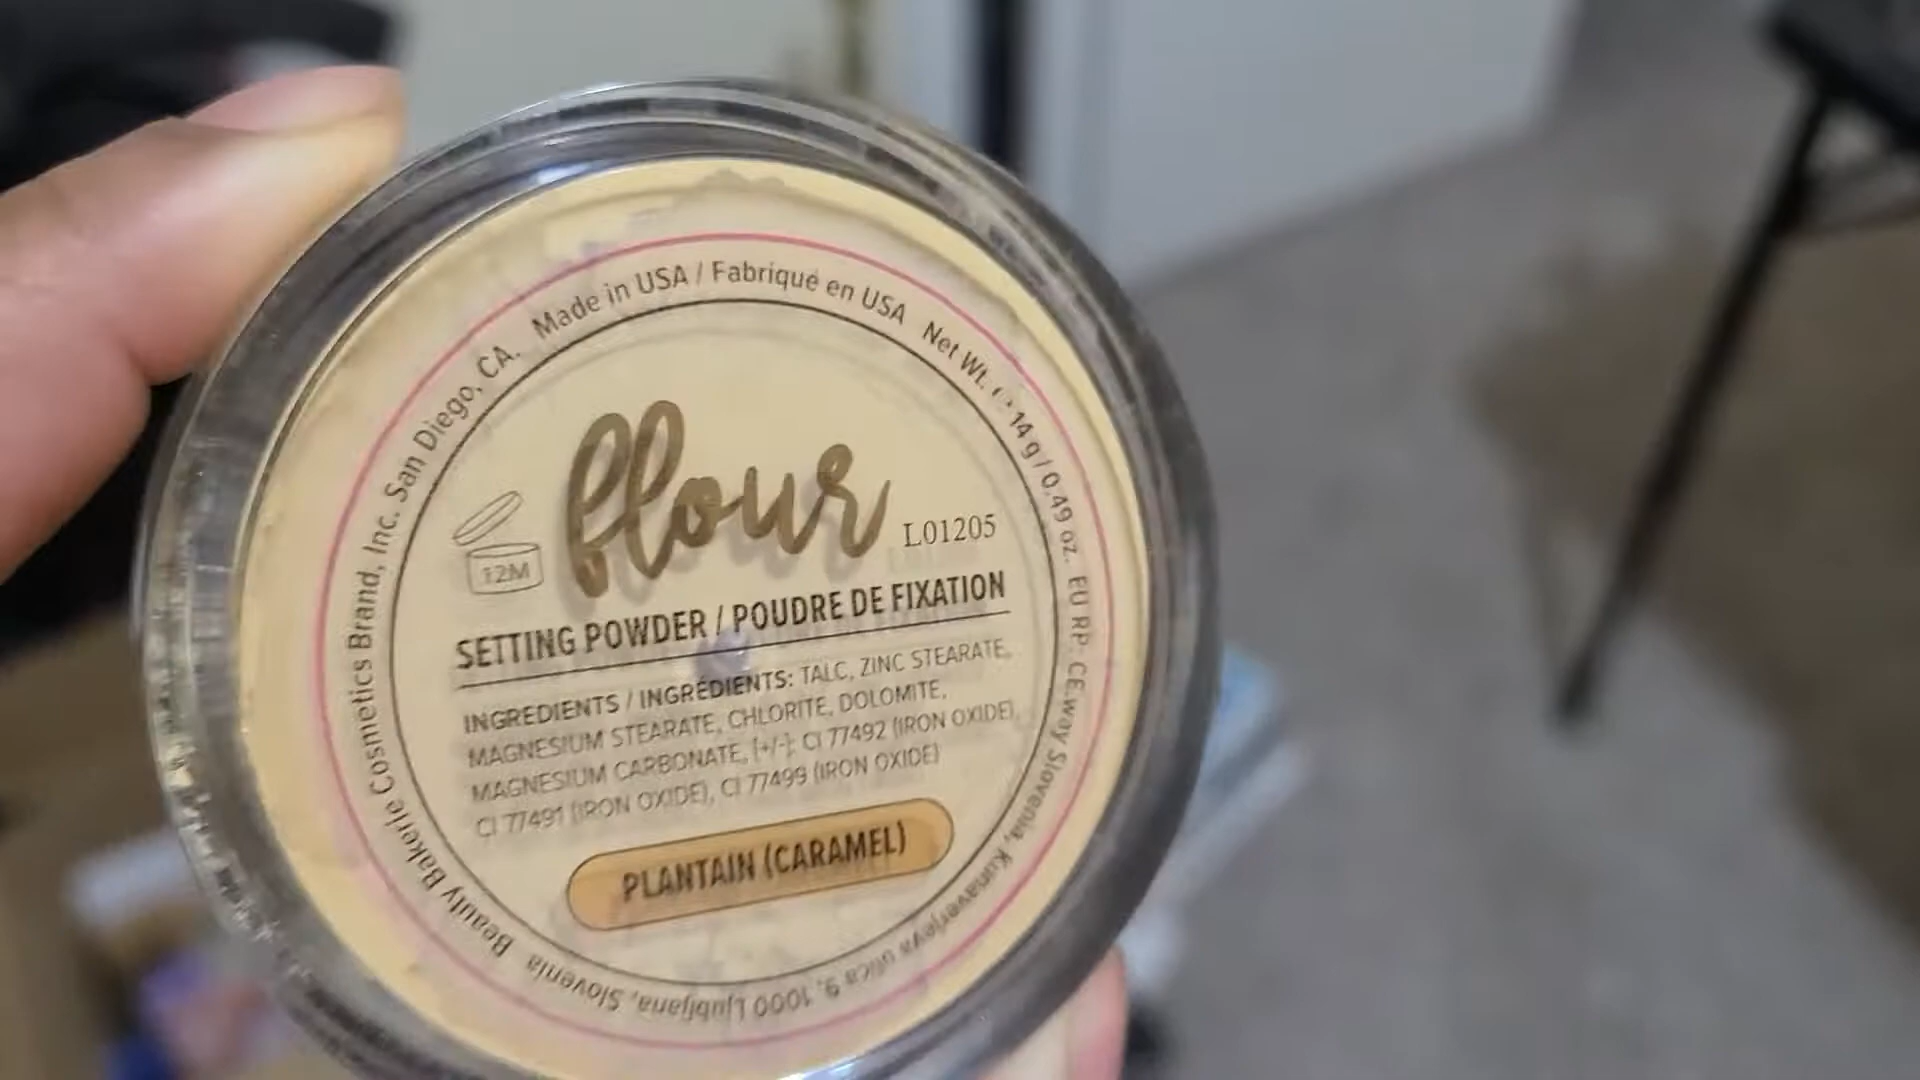 Beauty Bakerie Cosmetics Brand, Inc. San Diego, CA. Made in USA / Fabriqué en USA Net Wt. 14 g / 0.49 oz. EU RP: CE.way Slovenia, Kunaverjeva ulica 9, 1000 Ljubljana, Slovenia
flour
L01205
12M
SETTING POWDER / POUDRE DE FIXATION
INGREDIENTS / INGRÉDIENTS: TALC, ZINC STEARATE,
MAGNESIUM STEARATE, CHLORITE, DOLOMITE,
MAGNESIUM CARBONATE, [+/-]: CI 77492 (IRON OXIDE),
CI 77491 (IRON OXIDE), CI 77499 (IRON OXIDE)
PLANTAIN (CARAMEL)